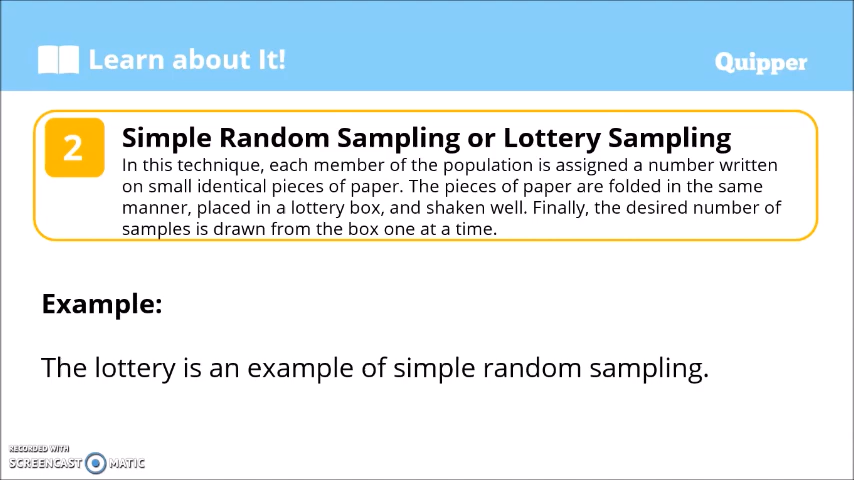 Learn about It!
Quipper
2
Simple Random Sampling or Lottery Sampling
In this technique, each member of the population is assigned a number written
on small identical pieces of paper. The pieces of paper are folded in the same
manner, placed in a lottery box, and shaken well. Finally, the desired number of
samples is drawn from the box one at a time.
Example:
The lottery is an example of simple random sampling.
RECORDED WITH
SCREENCAST MATIC